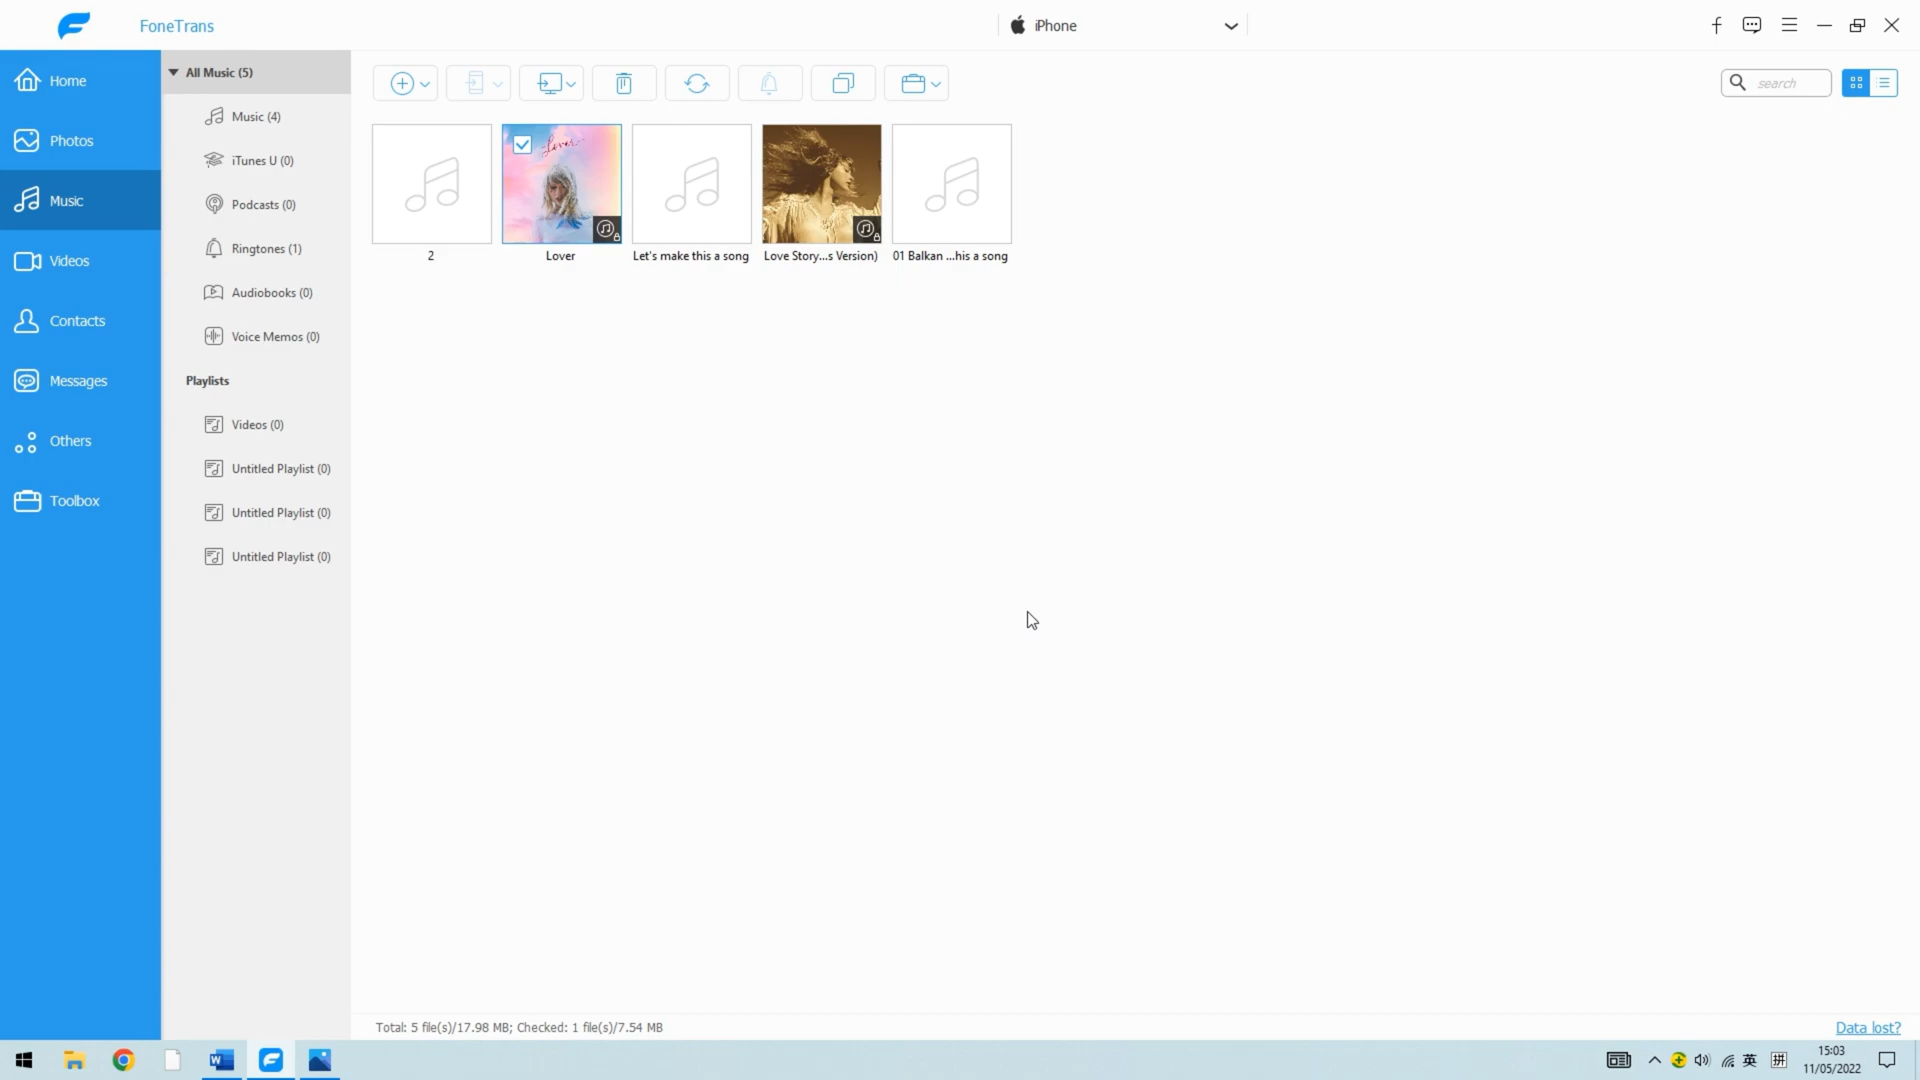 FoneTrans
iPhone
Home
Photos
Music
Videos
Contacts
Messages
Others
Toolbox
All Music (5)
Music (4)
iTunes U (0)
Podcasts (0)
Ringtones (1)
Audiobooks (0)
Voice Memos (0)
Playlists
Videos (0)
Untitled Playlist (0)
Untitled Playlist (0)
Untitled Playlist (0)
search
Lover
2
Lover
Let's make this a song
Love Story...s Version)
01 Balkan ...his a song
Total: 5 file(s)/17.98 MB; Checked: 1 file(s)/7.54 MB
Data lost?
英
拼
15:03
11/05/2022